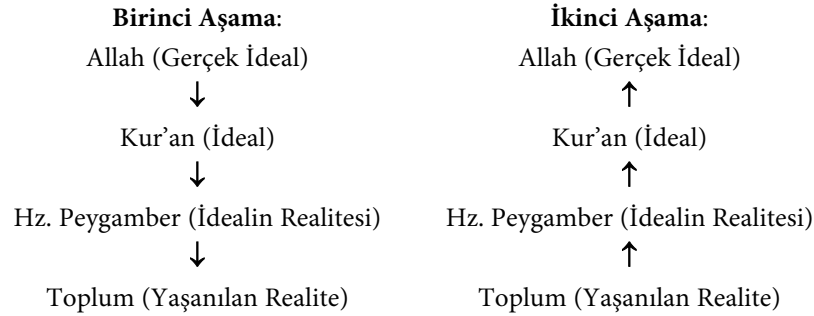 Birinci Aşama:
Allah (Gerçek İdeal)
↓
Kur’an (İdeal)
↓
Hz. Peygamber (İdealin Realitesi)
↓
Toplum (Yaşanılan Realite)
İkinci Aşama:
Allah (Gerçek İdeal)
↑
Kur’an (İdeal)
↑
Hz. Peygamber (İdealin Realitesi)
↑
Toplum (Yaşanılan Realite)